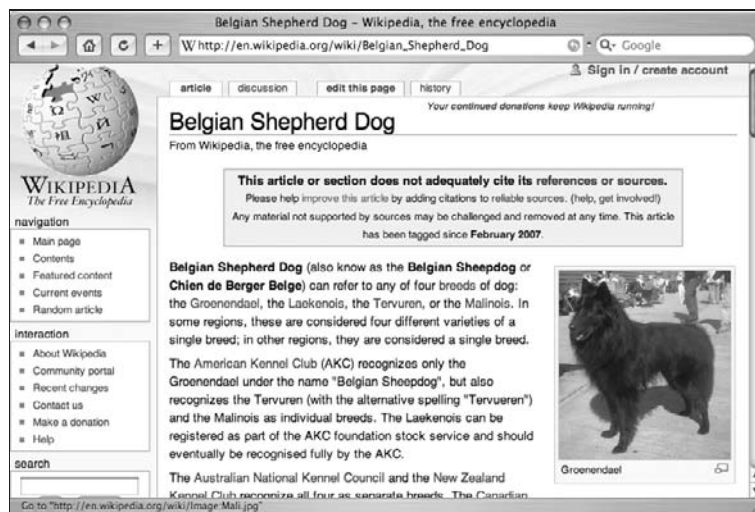 Belgian Shepherd Dog – Wikipedia, the free encyclopedia
W http://en.wikipedia.org/wiki/Belgian_Shepherd_Dog
Google
Sign in / create account
article discussion edit this page history
Your continued donations keep Wikipedia running!
Belgian Shepherd Dog
From Wikipedia, the free encyclopedia
This article or section does not adequately cite its references or sources.
Please help improve this article by adding citations to reliable sources. (help, get involved!)
Any material not supported by sources may be challenged and removed at any time. This article
has been tagged since February 2007.
WIKIPEDIA
The Free Encyclopedia
navigation
Main page
Contents
Featured content
Current events
Random article
interaction
About Wikipedia
Community portal
Recent changes
Contact us
Make a donation
Help
search
Belgian Shepherd Dog (also know as the Belgian Sheepdog or
Chien de Berger Belge) can refer to any of four breeds of dog:
the Groenendael, the Laekenois, the Tervuren, or the Malinois. In
some regions, these are considered four different varieties of a
single breed; in other regions, they are considered a single breed.
The American Kennel Club (AKC) recognizes only the
Groenendael under the name "Belgian Sheepdog", but also
recognizes the Tervuren (with the alternative spelling "Tervueren")
and the Malinois as individual breeds. The Laekenois can be
registered as part of the AKC foundation stock service and should
eventually be recognised fully by the AKC.
The Australian National Kennel Council and the New Zealand
Kennel Club recognize all four as separate breeds. The Canadian
Groenendael
Go to "http://en.wikipedia.org/wiki/Image:Mali.jpg"